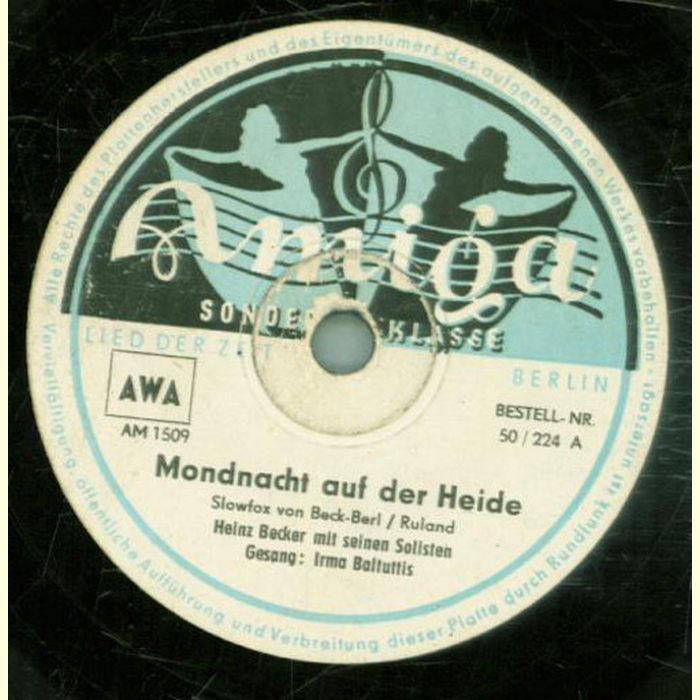 Alle Rechte des Plattenherstellers und des Eigentümers des aufgenommenen Werkes vorbehalten - Vervielfältigung, öffentliche Aufführung und Verbreitung dieser Platte durch Rundfunk ist untersagt -
Amiga
SONDERKLASSE
LIED DER ZEIT
BERLIN
AWA
AM 1509
BESTELL-NR.
50/224 A
Mondnacht auf der Heide
Slowfox von Beck-Berl / Ruland
Heinz Becker mit seinen Solisten
Gesang: Irma Baltuttis